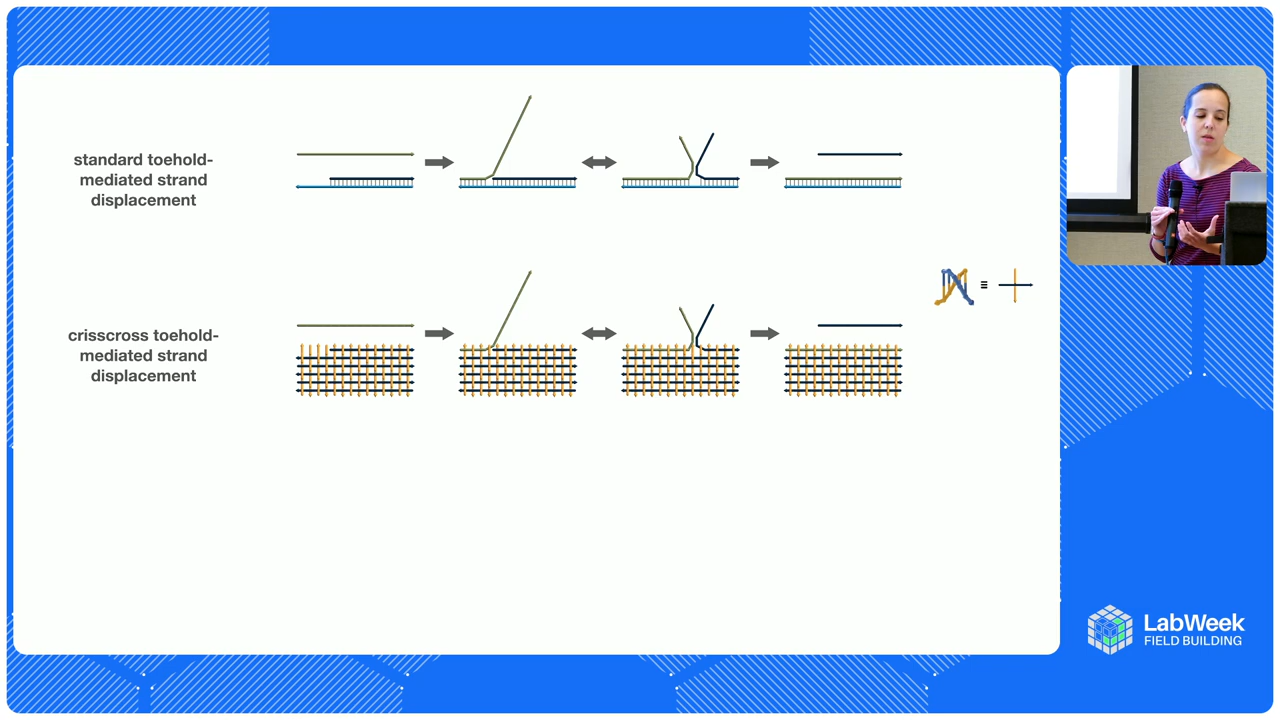 standard toehold-
mediated strand
displacement
crisscross toehold-
mediated strand
displacement
≡
LabWeek
FIELD BUILDING